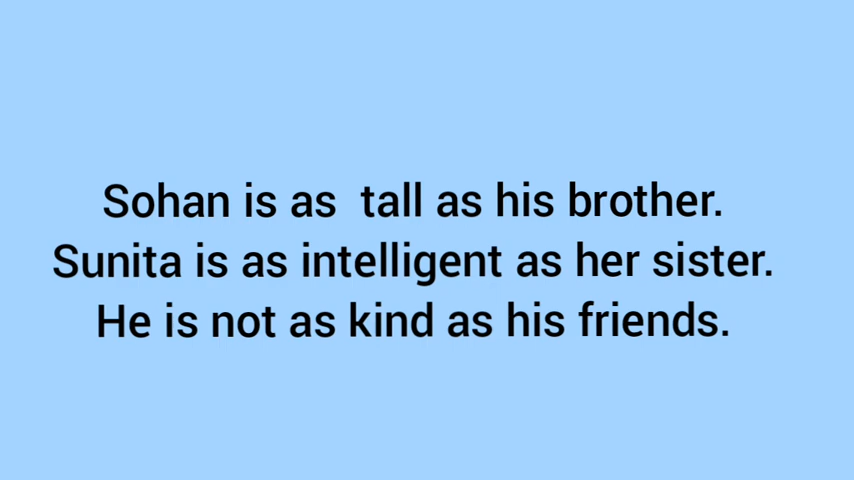 Sohan is as  tall as his brother.
Sunita is as intelligent as her sister.
He is not as kind as his friends.